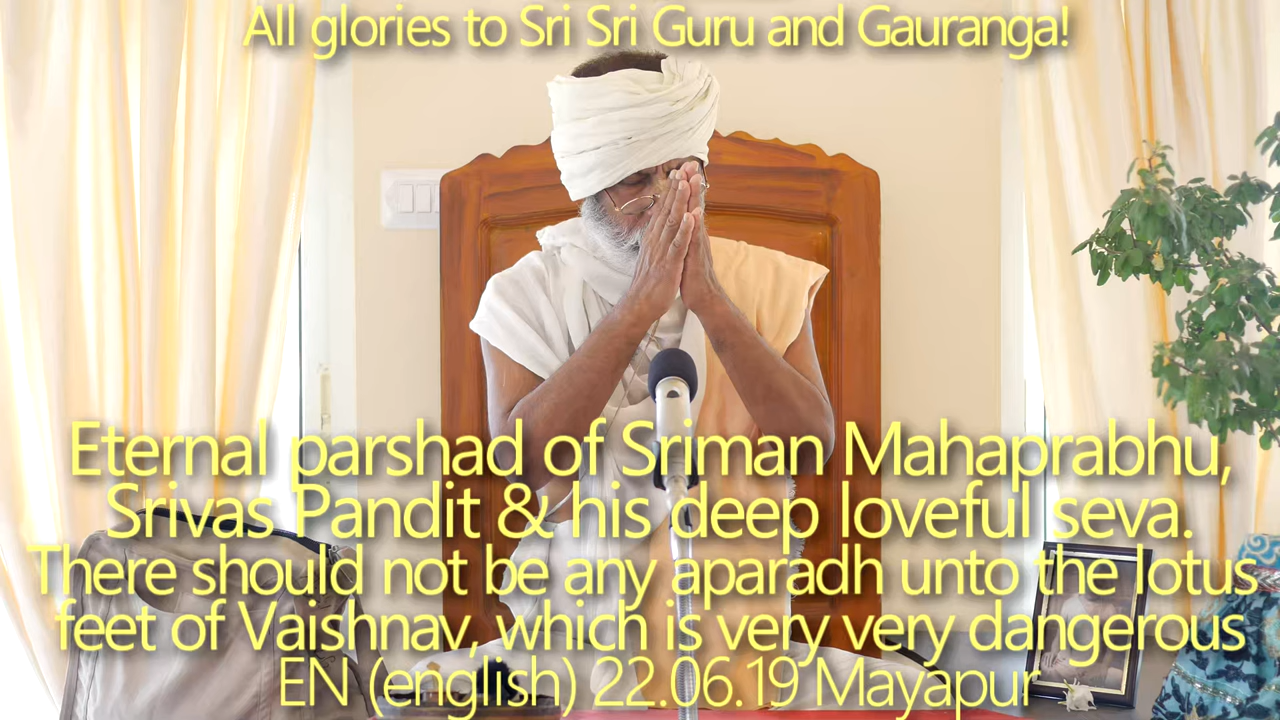 All glories to Sri Sri Guru and Gauranga!
Eternal parshad of Sriman Mahaprabhu,
Srivas Pandit & his deep loveful seva.
There should not be any aparadh unto the lotus
feet of Vaishnav, which is very very dangerous
EN (english) 22.06.19 Mayapur